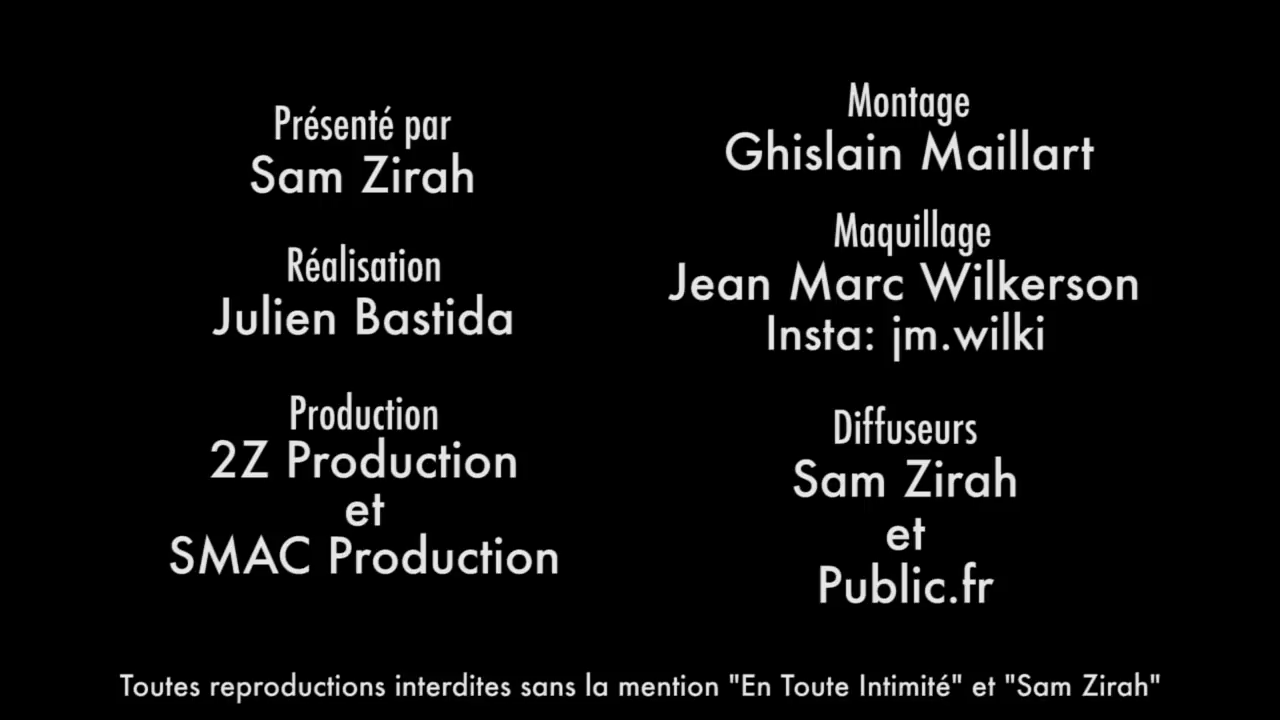 Présenté par
Sam Zirah
Réalisation
Julien Bastida
Production
2Z Production
et
SMAC Production
Montage
Ghislain Maillart
Maquillage
Jean Marc Wilkerson
Insta: jm.wilki
Diffuseurs
Sam Zirah
et
Public.fr
Toutes reproductions interdites sans la mention "En Toute Intimité" et "Sam Zirah"